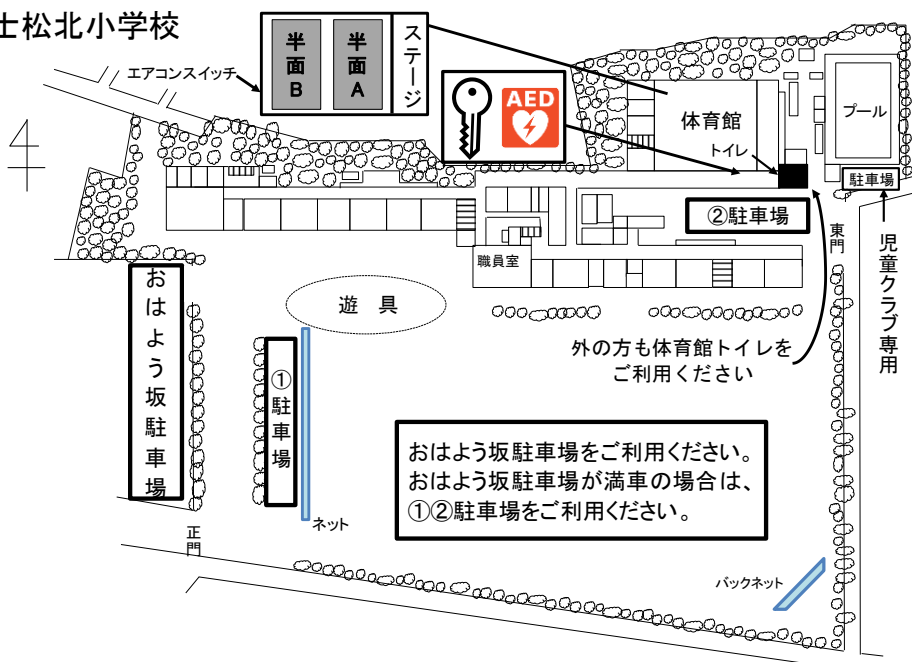 士松北小学校
エアコンスイッチ
半面B
半面A
ステージ
AED
体育館
トイレ
プール
駐車場
②駐車場
東門
児童クラブ専用
職員室
遊 具
おはよう坂駐車場
①駐車場
外の方も体育館トイレを
ご利用ください
おはよう坂駐車場をご利用ください。
おはよう坂駐車場が満車の場合は、
①②駐車場をご利用ください。
ネット
正門
バックネット